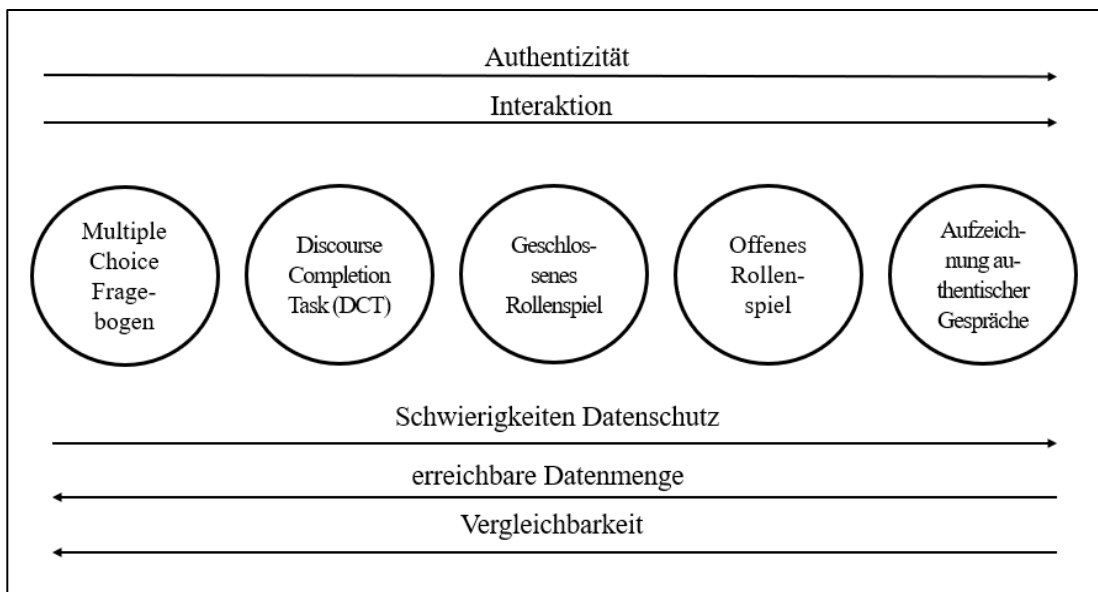 Authentizität
Interaktion
Multiple
Choice
Frage-
bogen
Discourse
Completion
Task (DCT)
Geschlos-
senes
Rollenspiel
Offenes
Rollen-
spiel
Aufzeich-
nung au-
thentischer
Gespräche
Schwierigkeiten Datenschutz
erreichbare Datenmenge
Vergleichbarkeit